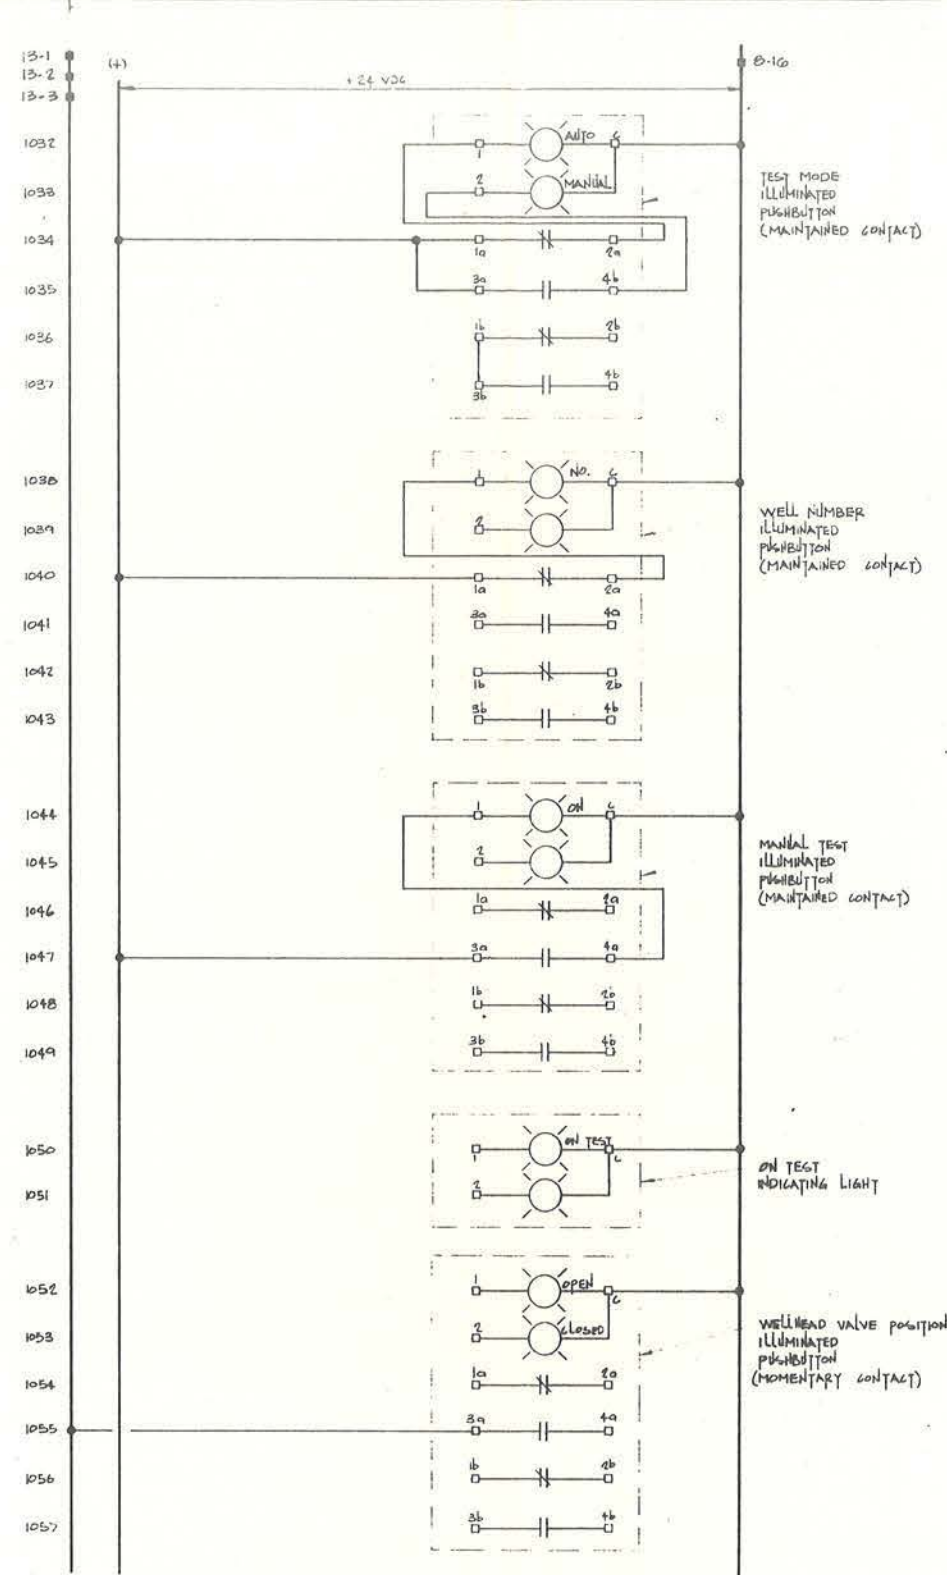 13-1
(+)
8-16
13-2
+24 VDC
13-3
1032
1
AUTO
C
1033
2
MANUAL
TEST MODE
ILLUMINATED
PUSHBUTTON
(MAINTAINED CONTACT)
1034
1a
2a
1035
3a
4b
1036
1b
2b
1037
3b
4b
1038
1
NO.
C
1039
2
WELL NUMBER
ILLUMINATED
PUSHBUTTON
(MAINTAINED CONTACT)
1040
1a
2a
1041
3a
4a
1042
1b
2b
1043
3b
4b
1044
1
ON
C
1045
2
MANUAL TEST
ILLUMINATED
PUSHBUTTON
(MAINTAINED CONTACT)
1046
1a
2a
1047
3a
4a
1048
1b
2b
1049
3b
4b
1050
1
ON TEST
C
1051
2
ON TEST
INDICATING LIGHT
1052
1
OPEN
C
1053
2
CLOSED
WELLHEAD VALVE POSITION
ILLUMINATED
PUSHBUTTON
(MOMENTARY CONTACT)
1054
1a
2a
1055
3a
4a
1056
1b
2b
1057
3b
4b